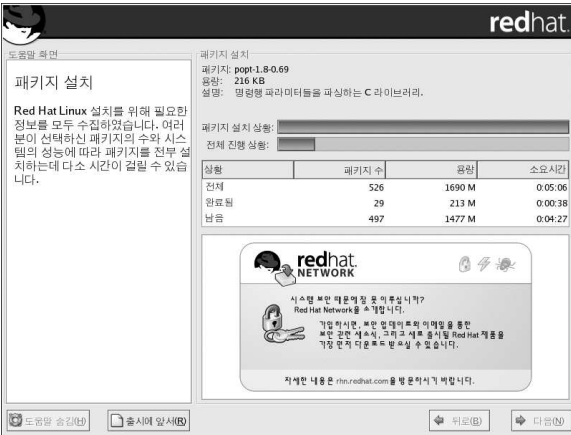 redhat.
도움말 화면
패키지 설치
Red Hat Linux 설치를 위해 필요한
정보를 모두 수집하였습니다. 여러
분이 선택하신 패키지의 수와 시스
템의 성능에 따라 패키지를 전부 설
치하는데 다소 시간이 걸릴 수 있습
니다.
패키지 설치
패키지: popt-1.8-0.69
용량: 216 KB
설명: 명령행 파라미터들을 파싱하는 C 라이브러리.
패키지 설치 상황:
전체 진행 상황:
상황 패키지 수 용량 소요시간
전체 526 1690 M 0:05:06
완료됨 29 213 M 0:00:38
남음 497 1477 M 0:04:27
redhat.
NETWORK
시스템 보안 때문에 잠 못 이루십니까?
Red Hat Network을 소개합니다.
가입하시면, 보안 업데이트와 이메일을 통한
보안 관련 새소식, 그리고 새로 출시될 Red Hat 제품을
가장 먼저 다운로드 받으실 수 있습니다.
자세한 내용은 rhn.redhat.com을 방문하시기 바랍니다.
도움말 숨김(H)
출시에 앞서(R)
뒤로(B)
다음(N)